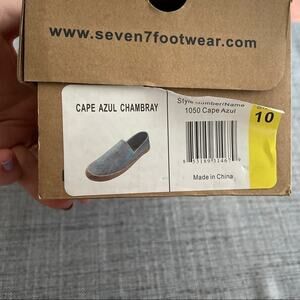 www.seven7footwear.com
CAPE AZUL CHAMBRAY
Style Number/Name
1050 Cape Azul
10
Made in China